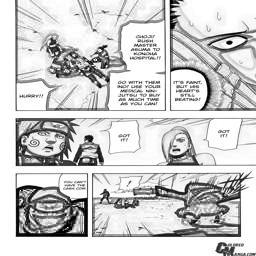 CHOJI!
RUSH
MASTER
ASUMA TO
KONOHA
HOSPITAL!!
GO WITH THEM
INO! USE YOUR
MEDICAL NIN-
JUTSU TO BUY
AS MUCH TIME
AS YOU CAN!
HURRY!!
IT'S FAINT,
BUT HIS
HEART'S
STILL
BEATING!
GOT
IT!
GOT
IT!
YOU CAN'T
HAVE THE
COLORED
MANGA.COM